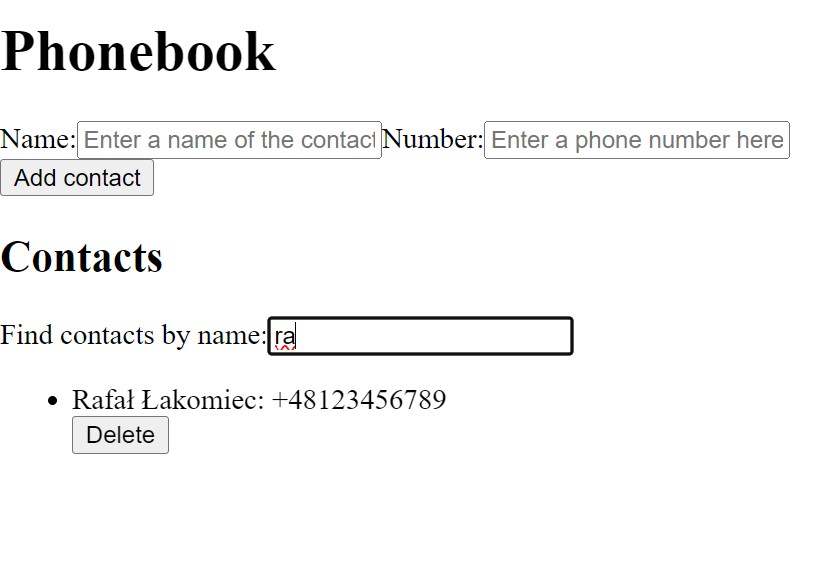 Phonebook
Name: Enter a name of the contact Number: Enter a phone number here
Add contact
Contacts
Find contacts by name: ra
Rafał Łakomiec: +48123456789
Delete